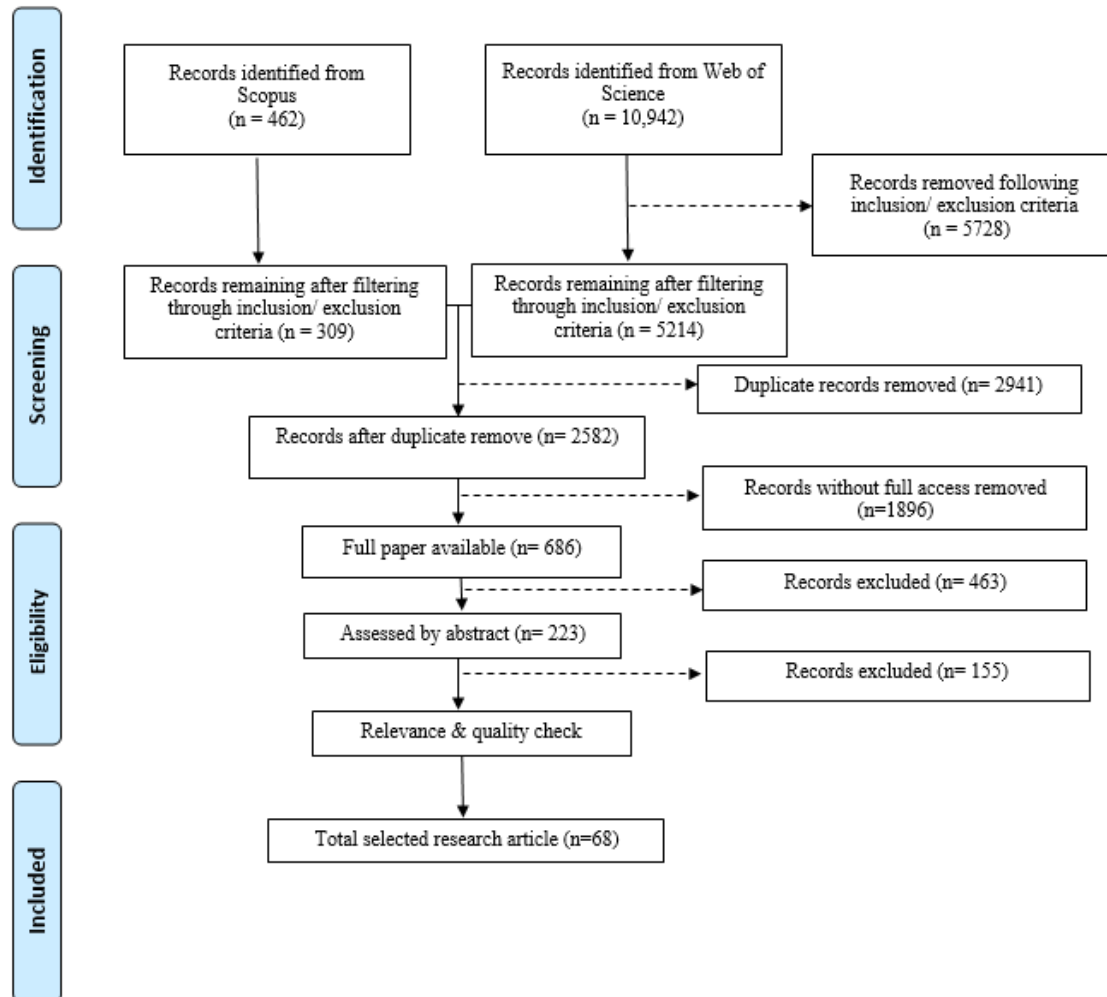 Identification
Records identified from
Scopus
(n = 462)
Records identified from Web of
Science
(n = 10,942)
Records removed following
inclusion/ exclusion criteria
(n = 5728)
Screening
Records remaining after filtering
through inclusion/ exclusion
criteria (n = 309)
Records remaining after filtering
through inclusion/ exclusion
criteria (n = 5214)
Duplicate records removed (n= 2941)
Records after duplicate remove (n= 2582)
Records without full access removed
(n=1896)
Eligibility
Full paper available (n= 686)
Records excluded (n= 463)
Assessed by abstract (n= 223)
Records excluded (n= 155)
Relevance & quality check
Included
Total selected research article (n=68)